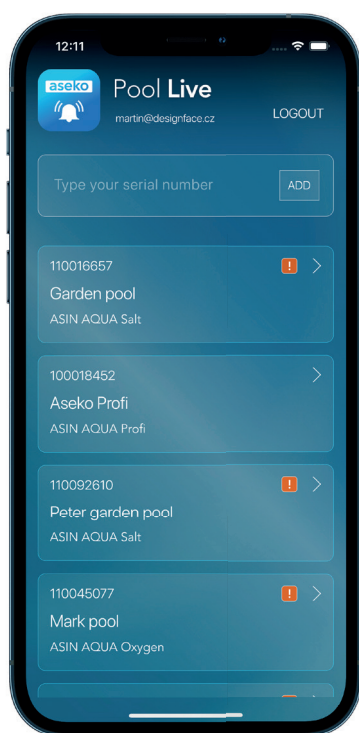 12:11
aseko
Pool Live
martin@designface.cz
LOGOUT
Type your serial number
ADD
110016657
!
Garden pool
ASIN AQUA Salt
100018452
Aseko Profi
ASIN AQUA Profi
110092610
!
Peter garden pool
ASIN AQUA Salt
110045077
!
Mark pool
ASIN AQUA Oxygen